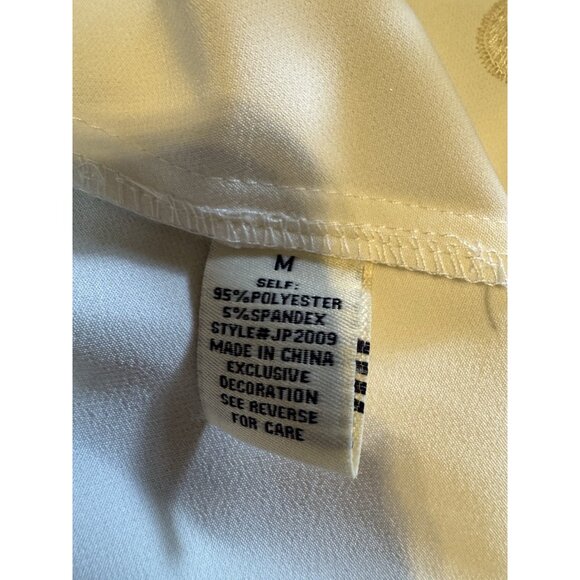 M
SELF:
95%POLYESTER
5%SPANDEX
STYLE#JP2009
MADE IN CHINA
EXCLUSIVE
DECORATION
SEE REVERSE
FOR CARE